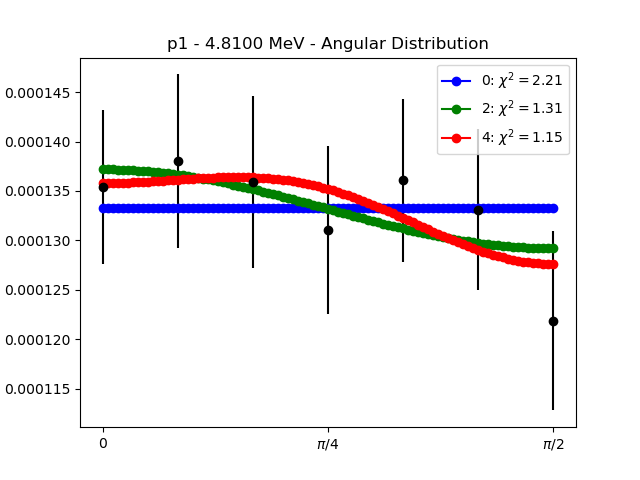 p1 - 4.8100 MeV - Angular Distribution
0.000145
0.000140
0.000135
0.000130
0.000125
0.000120
0.000115
0
π/4
π/2
0: χ² = 2.21
2: χ² = 1.31
4: χ² = 1.15